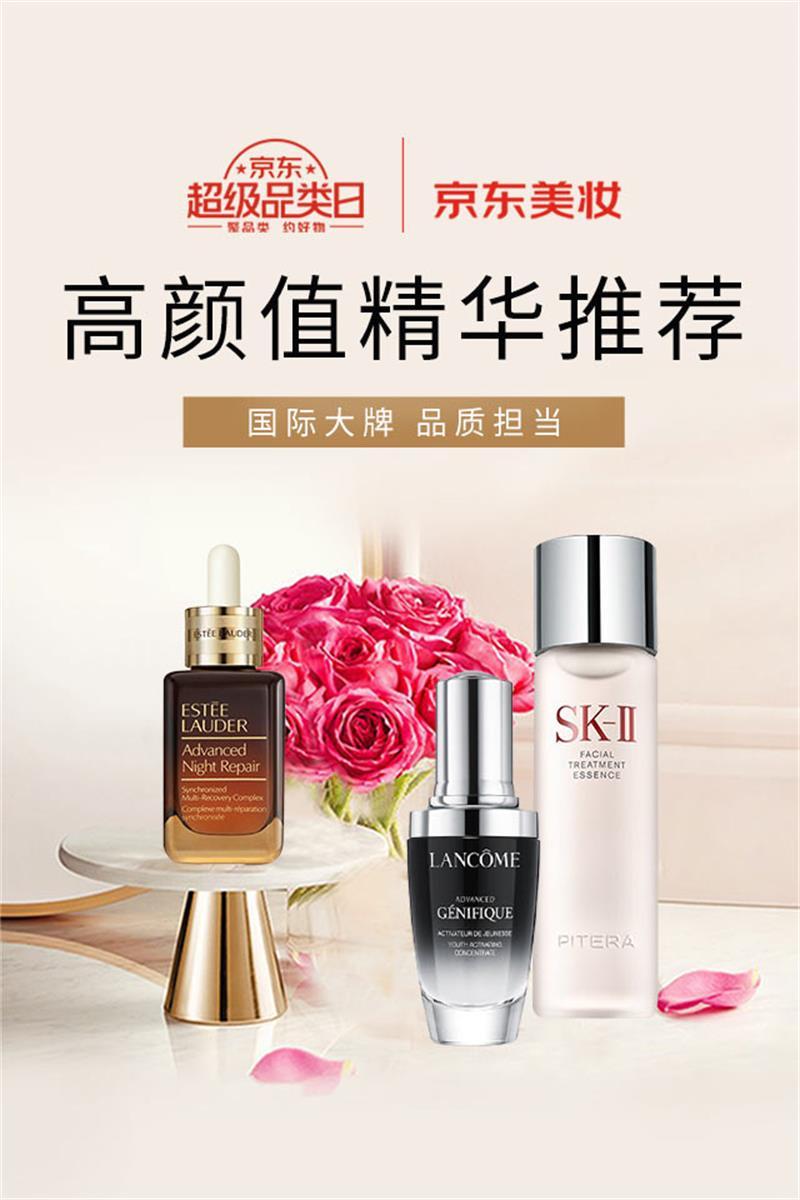 京东
超级品类日
聚品类 约好物
京东美妆
高颜值精华推荐
国际大牌 品质担当
ESTĒE LAUDER
ESTĒE
LAUDER
Advanced
Night Repair
Synchronized
Multi-Recovery Complex
Complexe multi-réparation
synchronisée
LANCÔME
ADVANCED
GÉNIFIQUE
ACTIVATEUR DE JEUNESSE
YOUTH ACTIVATING
CONCENTRATE
SK-II
FACIAL
TREATMENT
ESSENCE
PITERA